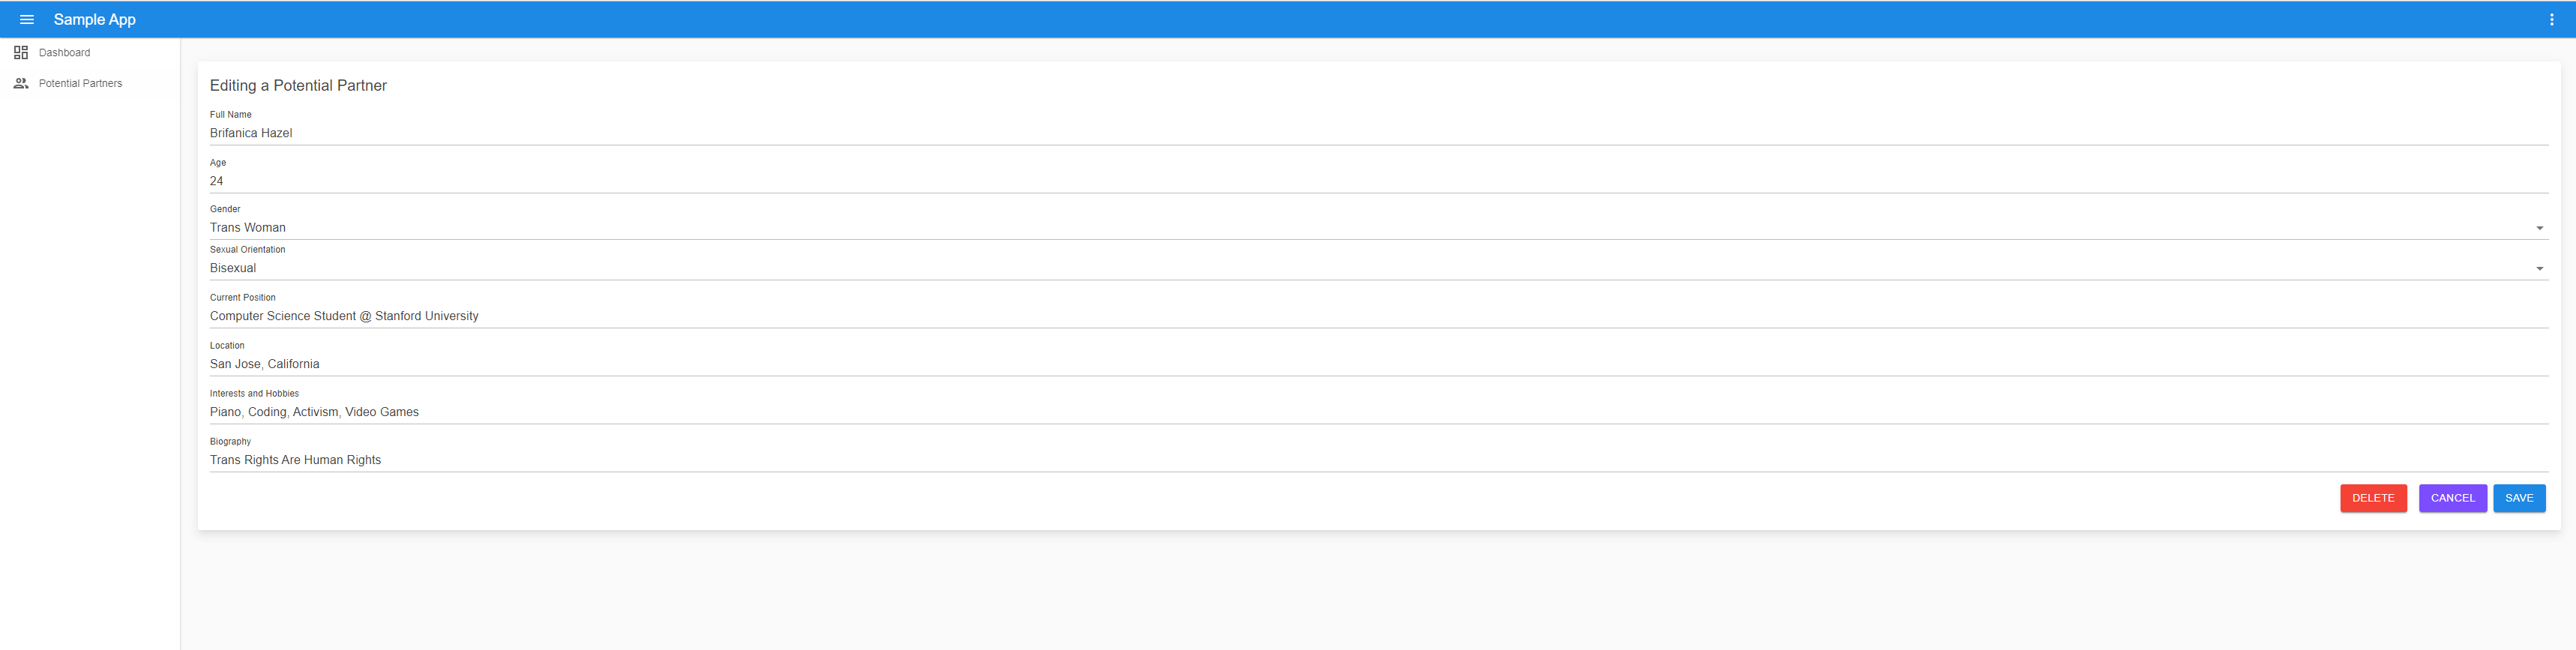 Sample App
Dashboard
Potential Partners
Editing a Potential Partner
Full Name
Brifanica Hazel
Age
24
Gender
Trans Woman
Sexual Orientation
Bisexual
Current Position
Computer Science Student @ Stanford University
Location
San Jose, California
Interests and Hobbies
Piano, Coding, Activism, Video Games
Biography
Trans Rights Are Human Rights
DELETE CANCEL SAVE